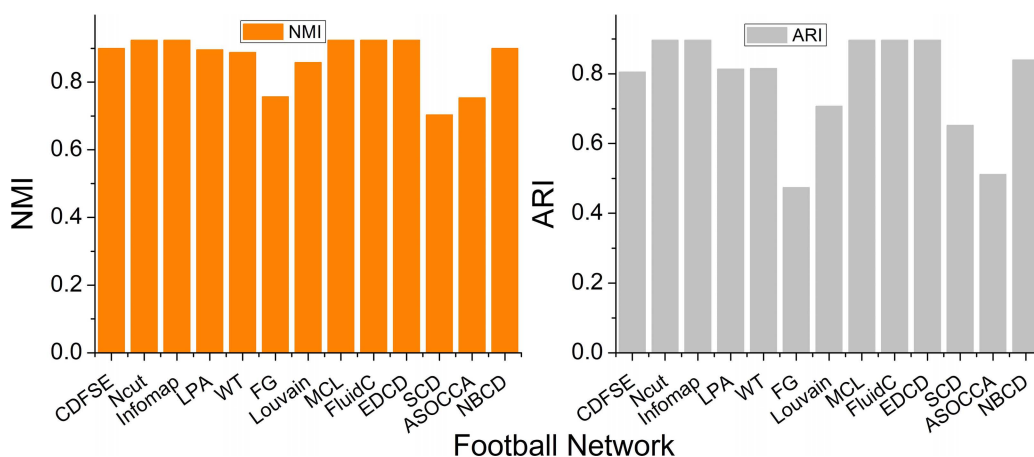 NMI
0.8
0.6
0.4
0.2
0.0
NMI
CDFSE
Ncut
Infomap
LPA
WT
FG
Louvain
MCL
FluidC
EDCD
SCD
ASOCCA
NBCD
ARI
0.8
0.6
0.4
0.2
0.0
ARI
CDFSE
Ncut
Infomap
LPA
WT
FG
Louvain
MCL
FluidC
EDCD
SCD
ASOCCA
NBCD
Football Network